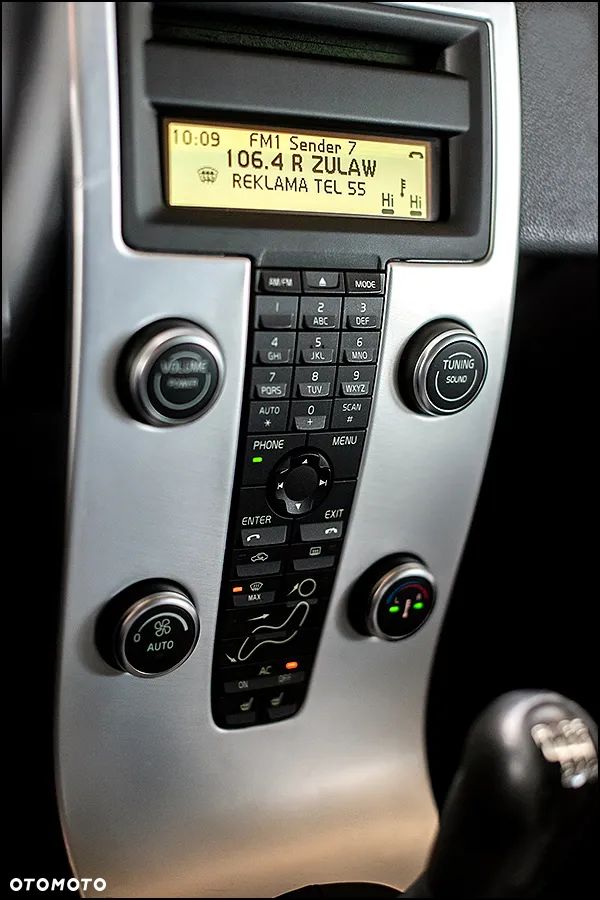 10:09 FM1 Sender 7
106.4 R ZULAW
REKLAMA TEL 55
Hi Hi
AM/FM MODE
1 2 3
ABC DEF
4 5 6
GHI JKL MNO
7 8 9
PQRS TUV WXYZ
AUTO 0 SCAN
* + #
VOLUME
TUNING
SOUND
PHONE MENU
ENTER EXIT
MAX
0
AUTO
AC
ON OFF
OTOMOTO